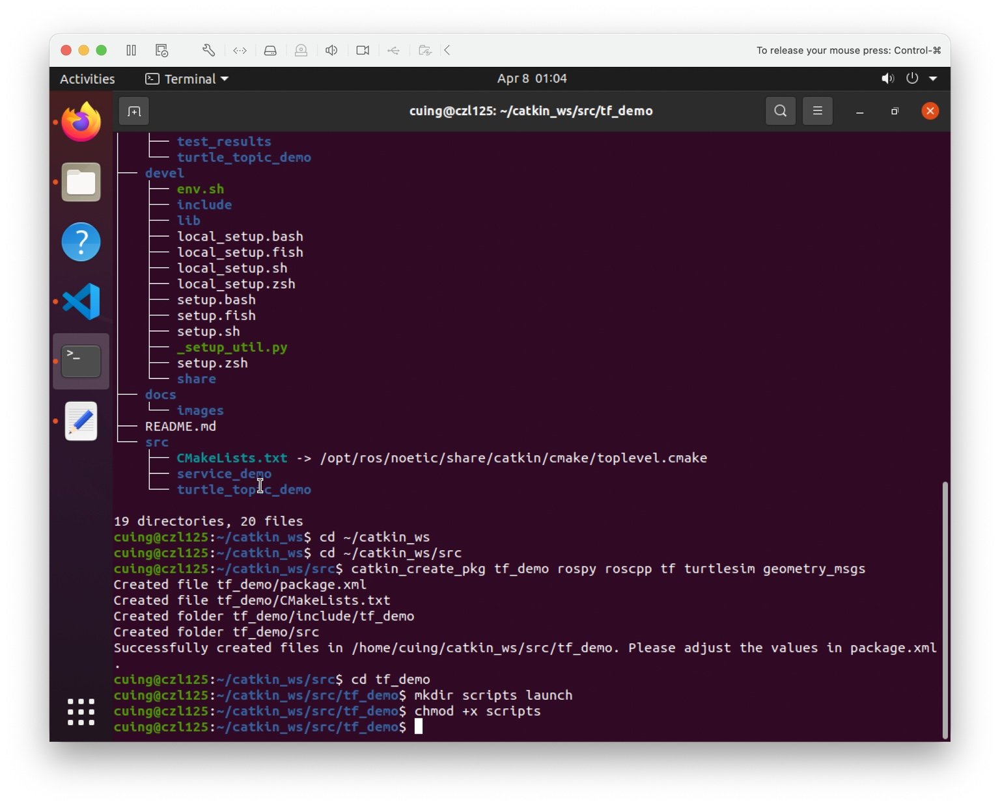 To release your mouse press: Control-⌘
Activities
Terminal
Apr 8 01:04
cuing@czl125: ~/catkin_ws/src/tf_demo
test_results
turtle_topic_demo
devel
env.sh
include
lib
local_setup.bash
local_setup.fish
local_setup.sh
local_setup.zsh
setup.bash
setup.fish
setup.sh
_setup_util.py
setup.zsh
share
docs
images
README.md
src
CMakeLists.txt -> /opt/ros/noetic/share/catkin/cmake/toplevel.cmake
service_demo
turtle_topic_demo
19 directories, 20 files
cuing@czl125:~/catkin_ws$ cd ~/catkin_ws
cuing@czl125:~/catkin_ws$ cd ~/catkin_ws/src
cuing@czl125:~/catkin_ws/src$ catkin_create_pkg tf_demo rospy roscpp tf turtlesim geometry_msgs
Created file tf_demo/package.xml
Created file tf_demo/CMakeLists.txt
Created folder tf_demo/include/tf_demo
Created folder tf_demo/src
Successfully created files in /home/cuing/catkin_ws/src/tf_demo. Please adjust the values in package.xml
.
cuing@czl125:~/catkin_ws/src$ cd tf_demo
cuing@czl125:~/catkin_ws/src/tf_demo$ mkdir scripts launch
cuing@czl125:~/catkin_ws/src/tf_demo$ chmod +x scripts
cuing@czl125:~/catkin_ws/src/tf_demo$